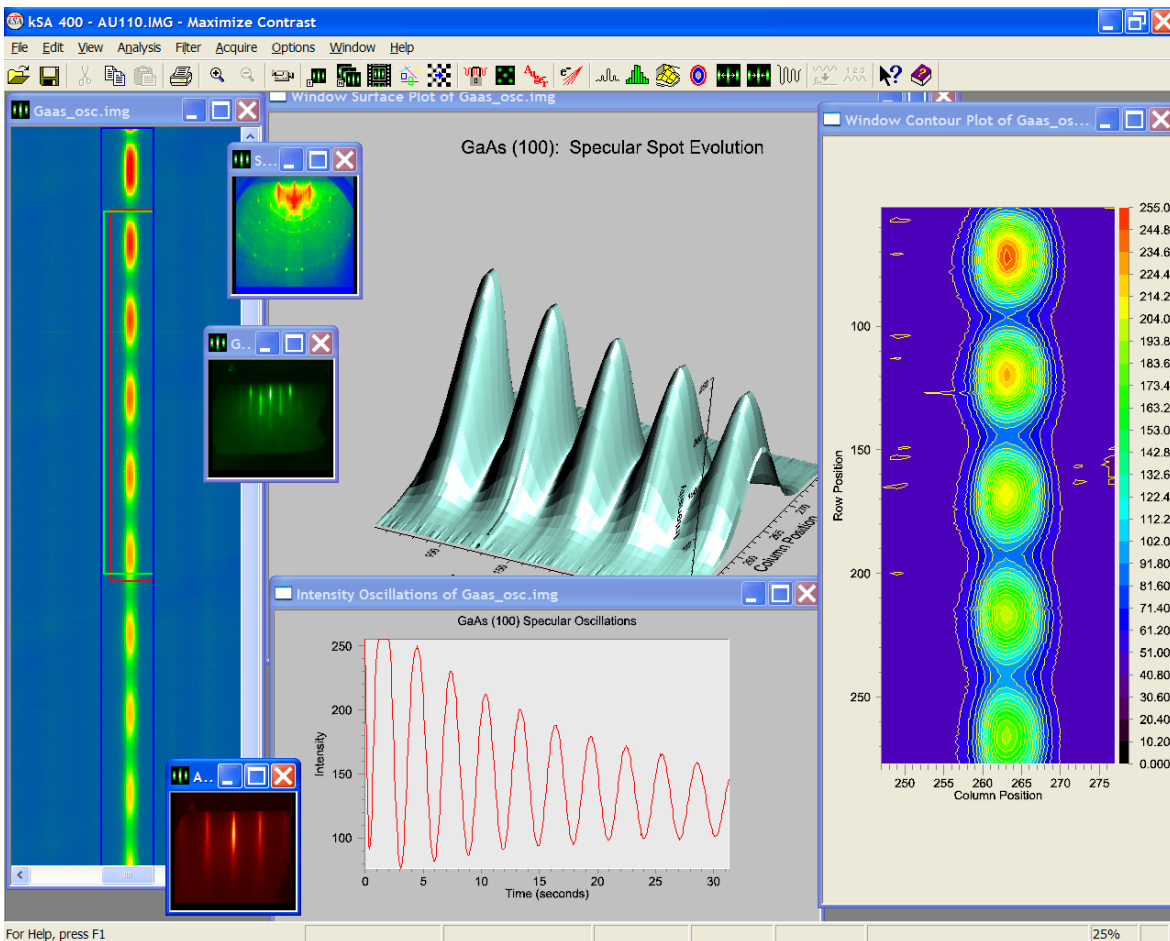 kSA 400 - AU110.IMG - Maximize Contrast
File Edit View Analysis Filter Acquire Options Window Help
Gaas_osc.img
Window Surface Plot of Gaas_osc.img
GaAs (100): Specular Spot Evolution
Intensity
Column Position
100
150
260
265
270
S...
G..
A..
Window Contour Plot of Gaas_os...
Row Position
100
150
200
250
250 255 260 265 270 275
Column Position
255.0
244.8
234.6
224.4
214.2
204.0
193.8
183.6
173.4
163.2
153.0
142.8
132.6
122.4
112.2
102.0
91.80
81.60
71.40
61.20
51.00
40.80
30.60
20.40
10.20
0.000
Intensity Oscillations of Gaas_osc.img
GaAs (100) Specular Oscillations
Intensity
250
200
150
100
0 5 10 15 20 25 30
Time (seconds)
For Help, press F1
25%